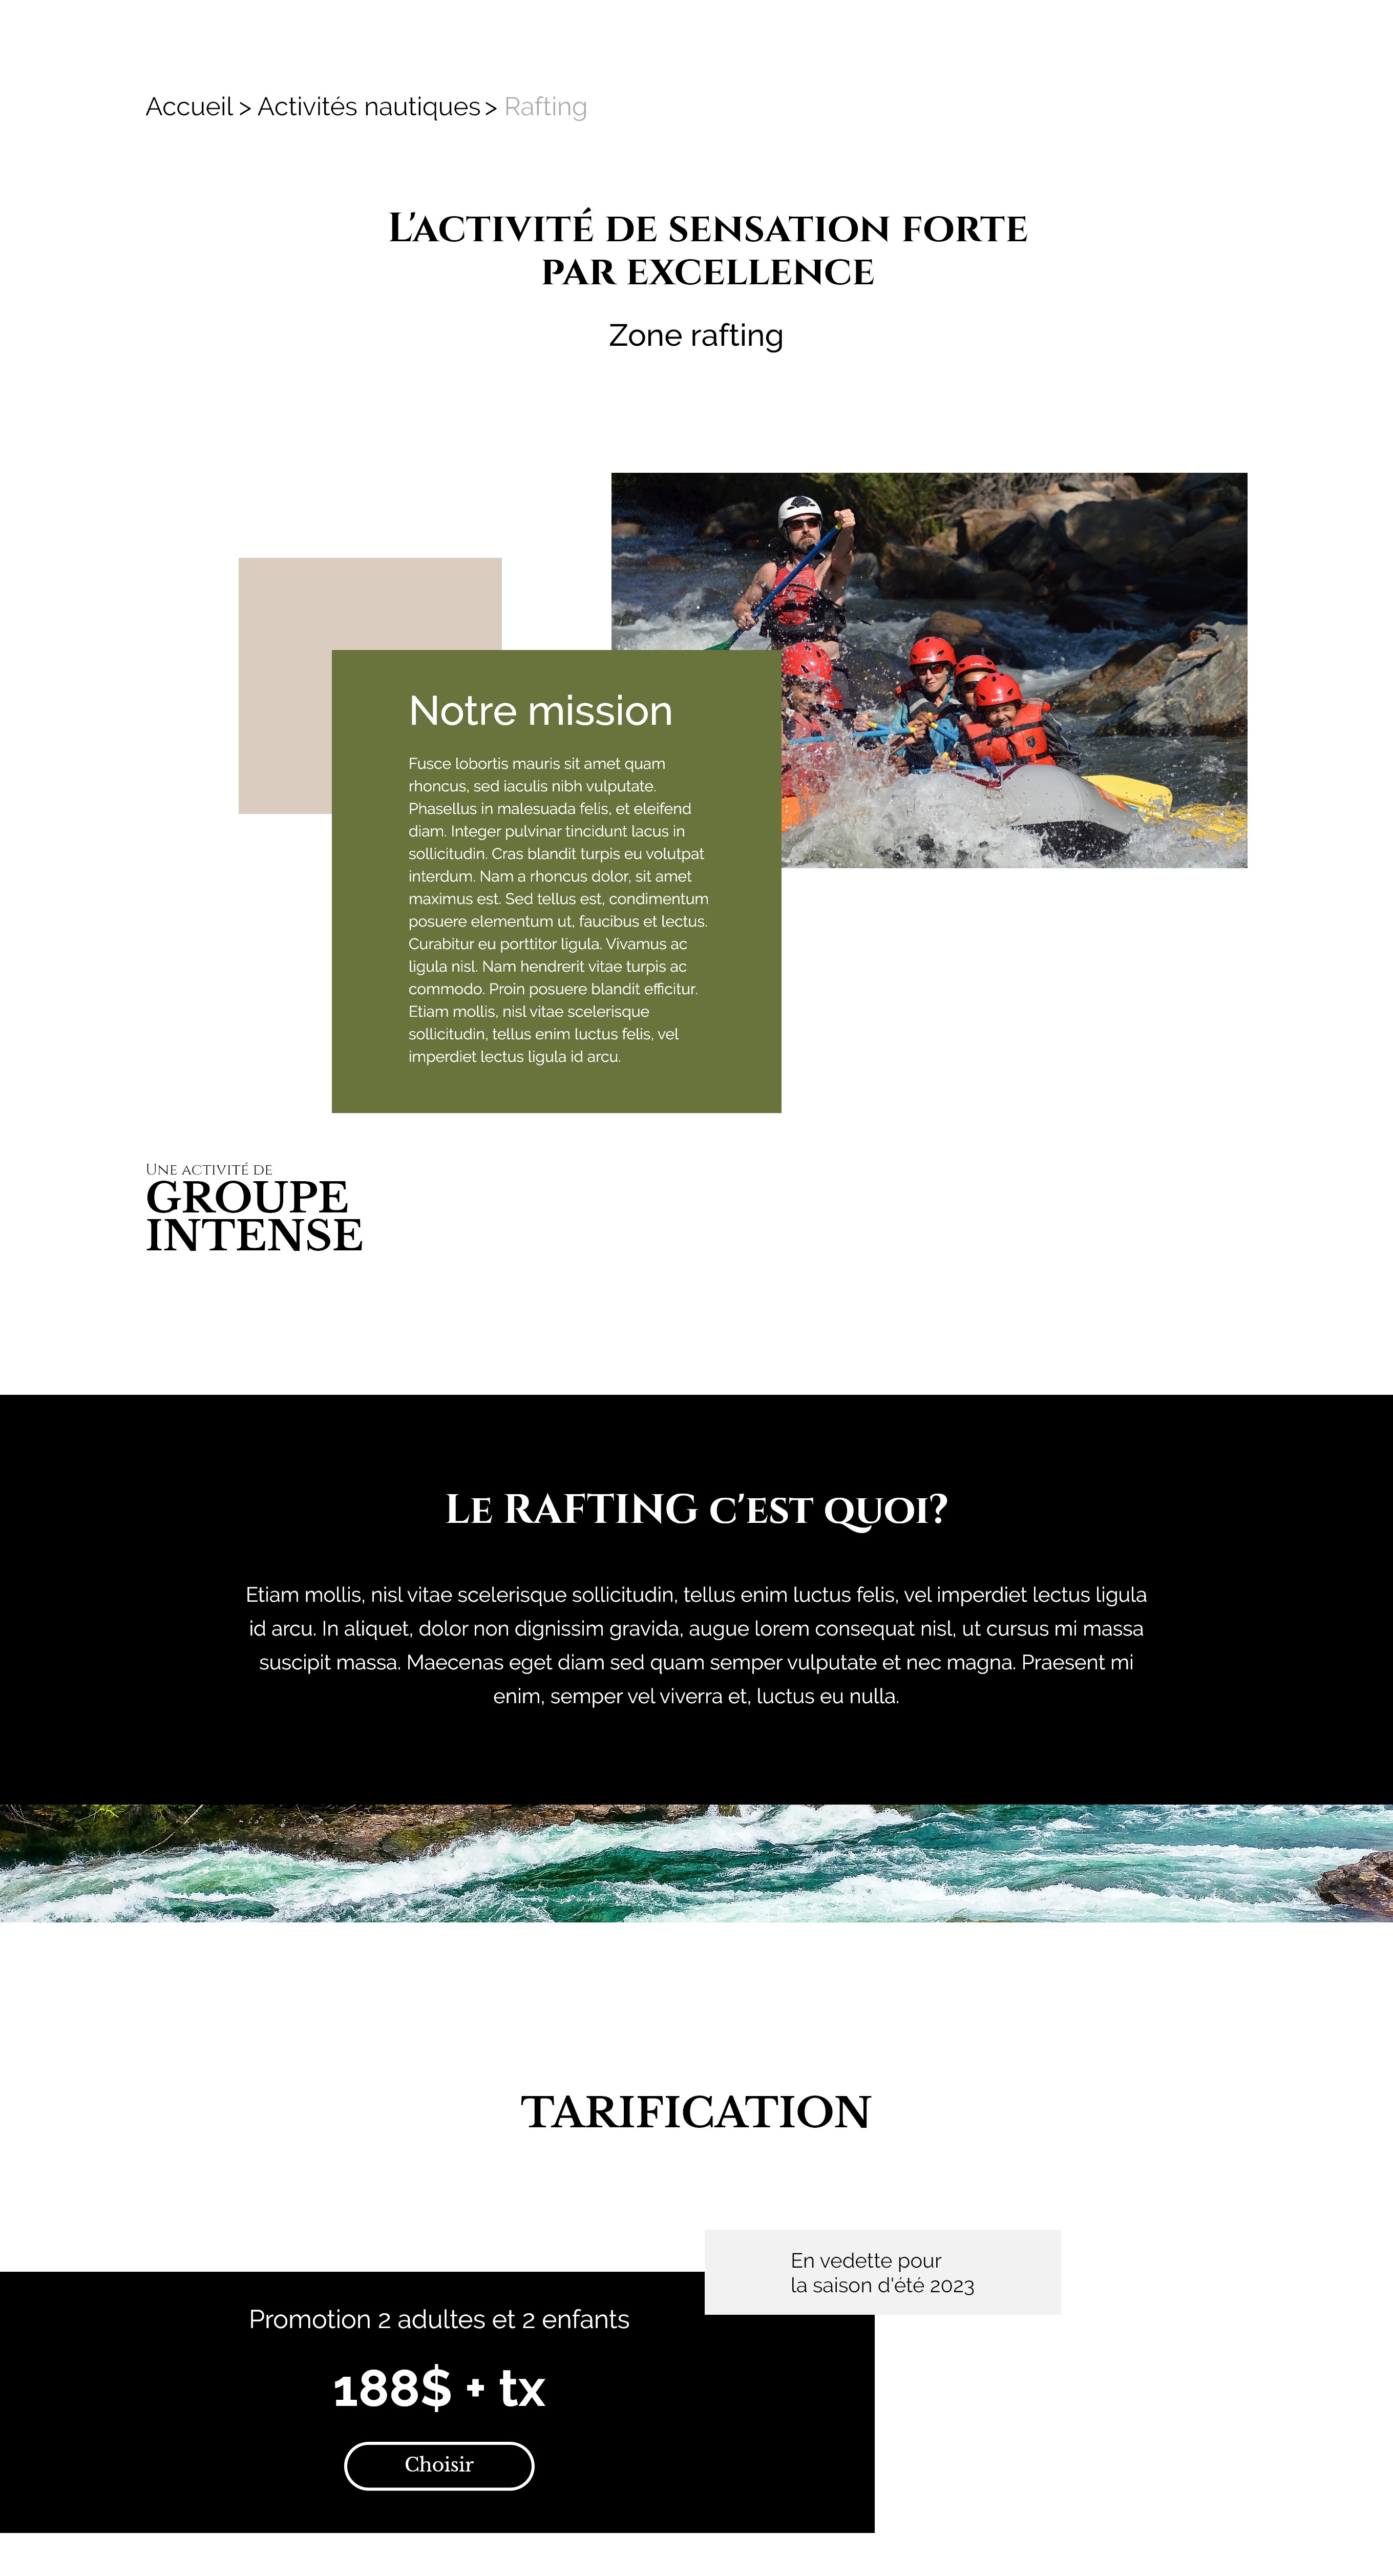 Accueil > Activités nautiques > Rafting
L'activité de sensation forte
par excellence
Zone rafting
Notre mission
Fusce lobortis mauris sit amet quam
rhoncus, sed iaculis nibh vulputate.
Phasellus in malesuada felis, et eleifend
diam. Integer pulvinar tincidunt lacus in
sollicitudin. Cras blandit turpis eu volutpat
interdum. Nam a rhoncus dolor, sit amet
maximus est. Sed tellus est, condimentum
posuere elementum ut, faucibus et lectus.
Curabitur eu porttitor ligula. Vivamus ac
ligula nisl. Nam hendrerit vitae turpis ac
commodo. Proin posuere blandit efficitur.
Etiam mollis, nisl vitae scelerisque
sollicitudin, tellus enim luctus felis, vel
imperdiet lectus ligula id arcu.
Une activité de
GROUPE
INTENSE
Le RAFTING c'est quoi?
Etiam mollis, nisl vitae scelerisque sollicitudin, tellus enim luctus felis, vel imperdiet lectus ligula
id arcu. In aliquet, dolor non dignissim gravida, augue lorem consequat nisl, ut cursus mi massa
suscipit massa. Maecenas eget diam sed quam semper vulputate et nec magna. Praesent mi
enim, semper vel viverra et, luctus eu nulla.
TARIFICATION
En vedette pour
la saison d'été 2023
Promotion 2 adultes et 2 enfants
188$ + tx
Choisir